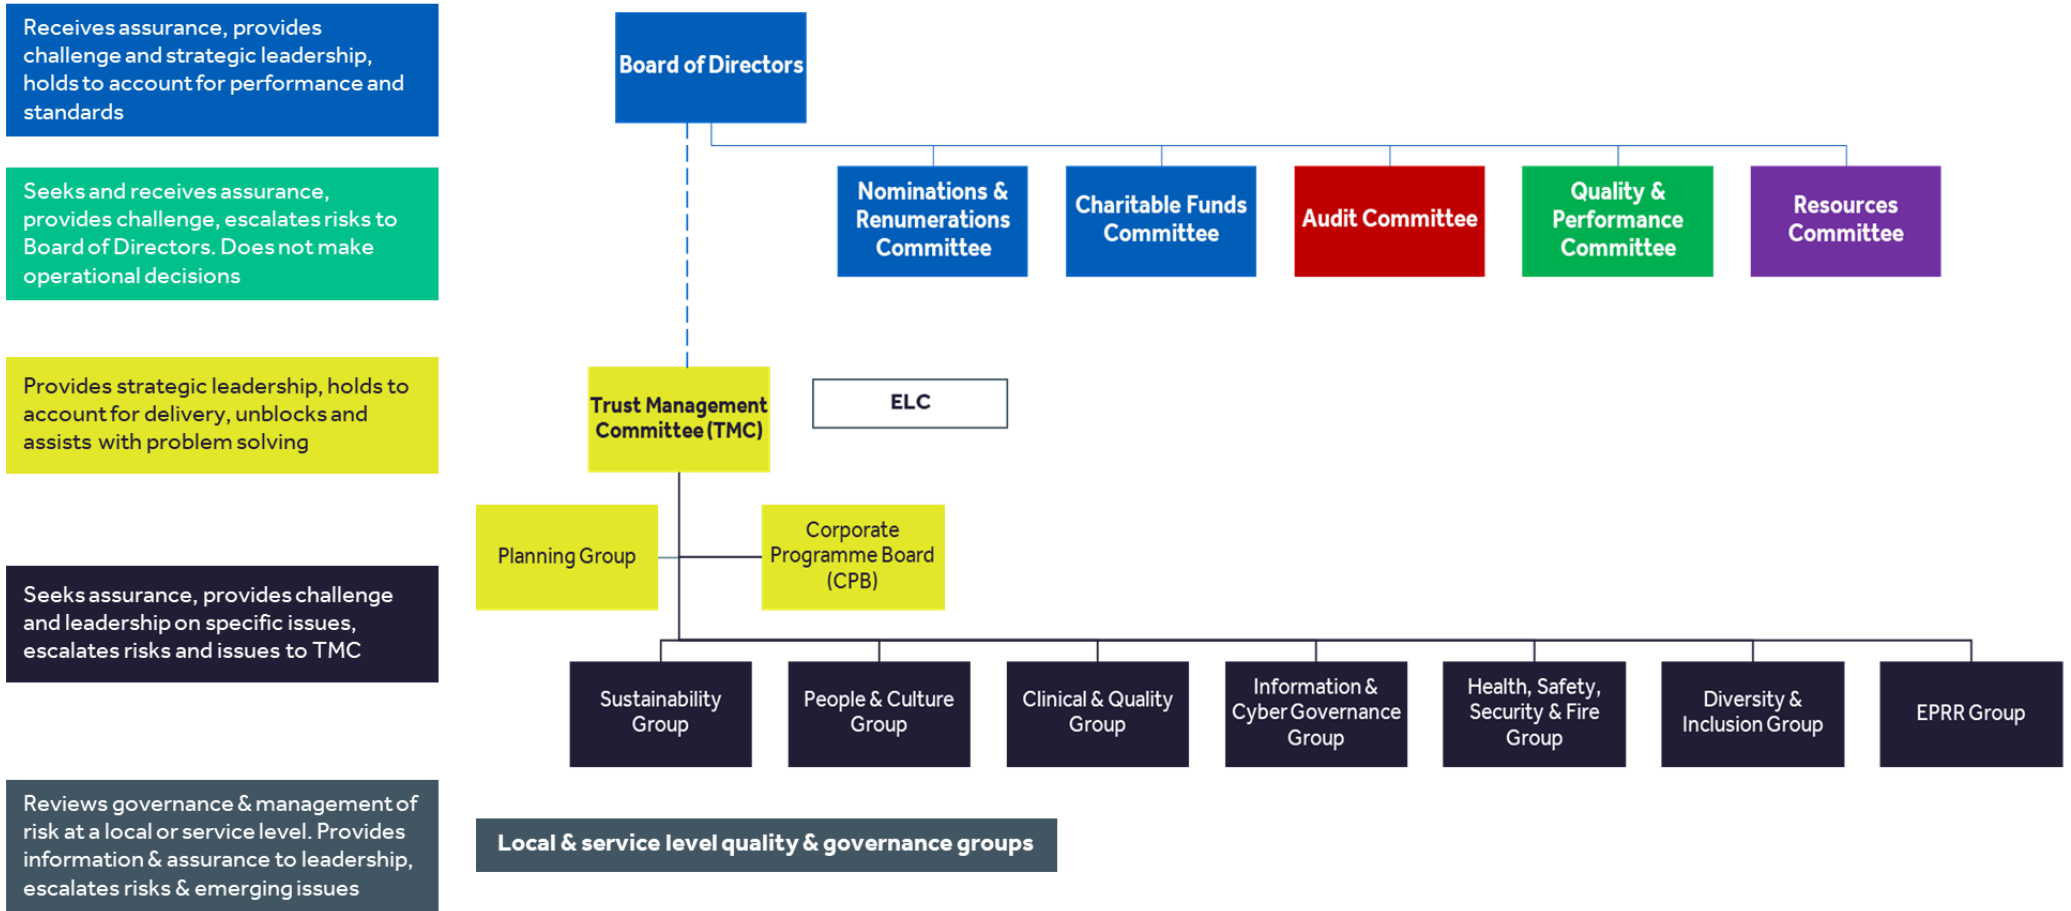 Receives assurance, provides
challenge and strategic leadership,
holds to account for performance and
standards
Board of Directors
Seeks and receives assurance,
provides challenge, escalates risks to
Board of Directors. Does not make
operational decisions
Nominations &
Renumerations
Committee
Charitable Funds
Committee
Audit Committee
Quality &
Performance
Committee
Resources
Committee
Provides strategic leadership, holds to
account for delivery, unblocks and
assists with problem solving
Trust Management
Committee (TMC)
ELC
Planning Group
Corporate
Programme Board
(CPB)
Seeks assurance, provides challenge
and leadership on specific issues,
escalates risks and issues to TMC
Sustainability
Group
People & Culture
Group
Clinical & Quality
Group
Information &
Cyber Governance
Group
Health, Safety,
Security & Fire
Group
Diversity &
Inclusion Group
EPRR Group
Reviews governance & management of
risk at a local or service level. Provides
information & assurance to leadership,
escalates risks & emerging issues
Local & service level quality & governance groups